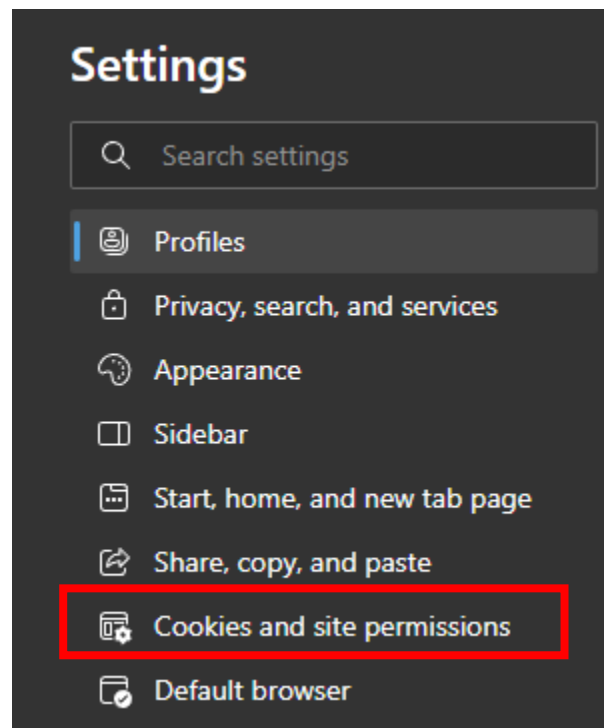 Settings
Search settings
Profiles
Privacy, search, and services
Appearance
Sidebar
Start, home, and new tab page
Share, copy, and paste
Cookies and site permissions
Default browser